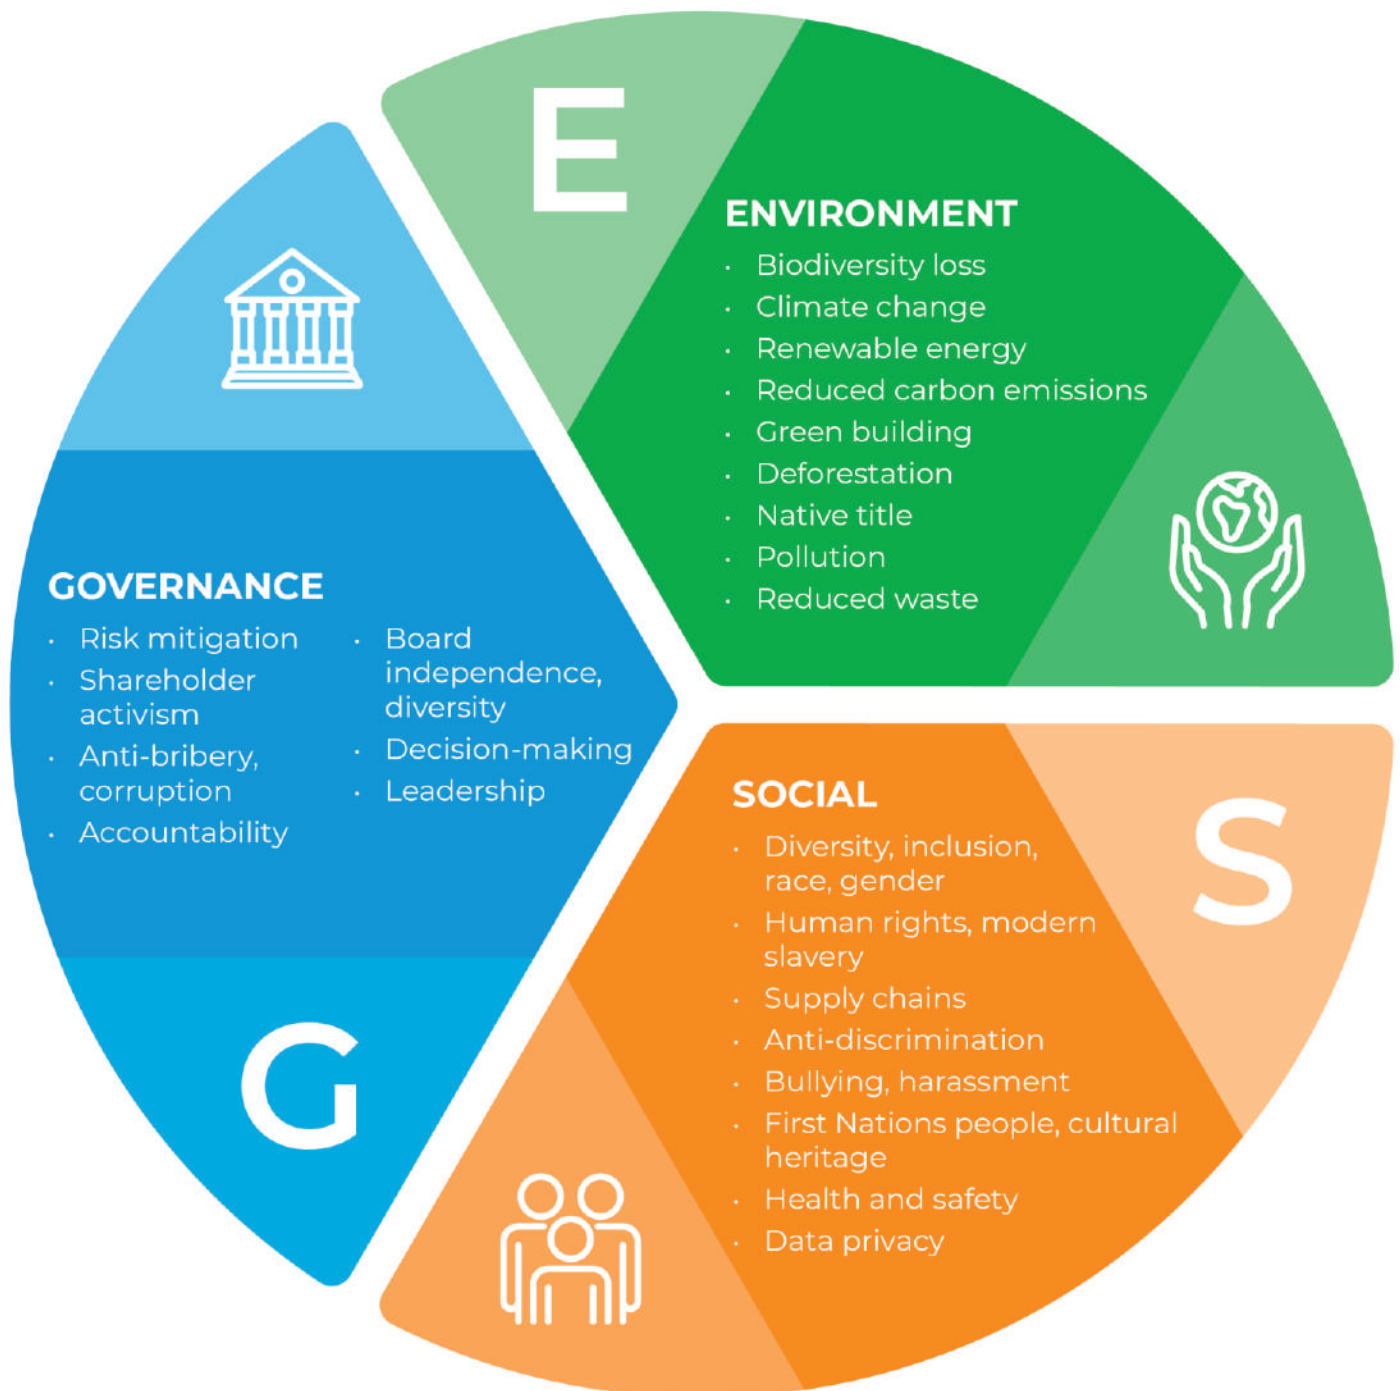 E
ENVIRONMENT
· Biodiversity loss
· Climate change
· Renewable energy
· Reduced carbon emissions
· Green building
· Deforestation
· Native title
· Pollution
· Reduced waste
S
SOCIAL
· Diversity, inclusion,
race, gender
· Human rights, modern
slavery
· Supply chains
· Anti-discrimination
· Bullying, harassment
· First Nations people, cultural
heritage
· Health and safety
· Data privacy
GOVERNANCE
· Risk mitigation
· Shareholder
activism
· Anti-bribery,
corruption
· Accountability
· Board
independence,
diversity
· Decision-making
· Leadership
G